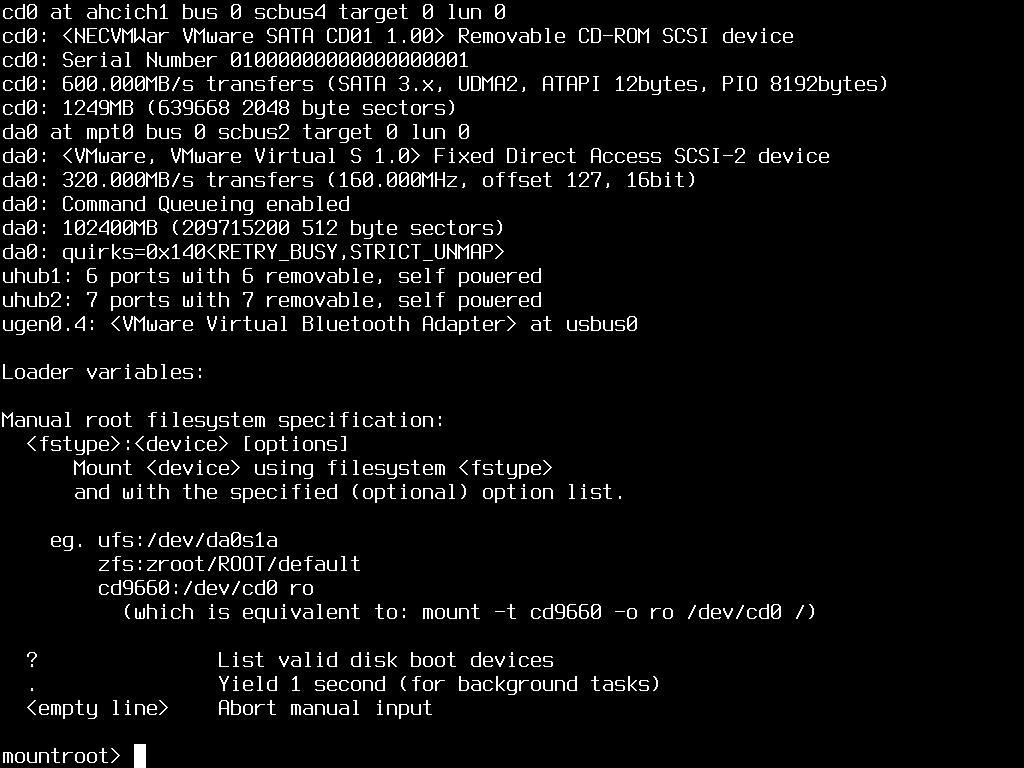 cd0 at ahcich1 bus 0 scbus4 target 0 lun 0
cd0: <NECVMWar VMware SATA CD01 1.00> Removable CD-ROM SCSI device
cd0: Serial Number 01000000000000000001
cd0: 600.000MB/s transfers (SATA 3.x, UDMA2, ATAPI 12bytes, PIO 8192bytes)
cd0: 1249MB (639668 2048 byte sectors)
da0 at mpt0 bus 0 scbus2 target 0 lun 0
da0: <VMware, VMware Virtual S 1.0> Fixed Direct Access SCSI-2 device
da0: 320.000MB/s transfers (160.000MHz, offset 127, 16bit)
da0: Command Queueing enabled
da0: 102400MB (209715200 512 byte sectors)
da0: quirks=0x140<RETRY_BUSY,STRICT_UNMAP>
uhub1: 6 ports with 6 removable, self powered
uhub2: 7 ports with 7 removable, self powered
ugen0.4: <VMware Virtual Bluetooth Adapter> at usbus0
Loader variables:
Manual root filesystem specification:
<fstype>:<device> [options]
Mount <device> using filesystem <fstype>
and with the specified (optional) option list.
eg. ufs:/dev/da0s1a
zfs:zroot/ROOT/default
cd9660:/dev/cd0 ro
(which is equivalent to: mount -t cd9660 -o ro /dev/cd0 /)
? List valid disk boot devices
. Yield 1 second (for background tasks)
<empty line> Abort manual input
mountroot>